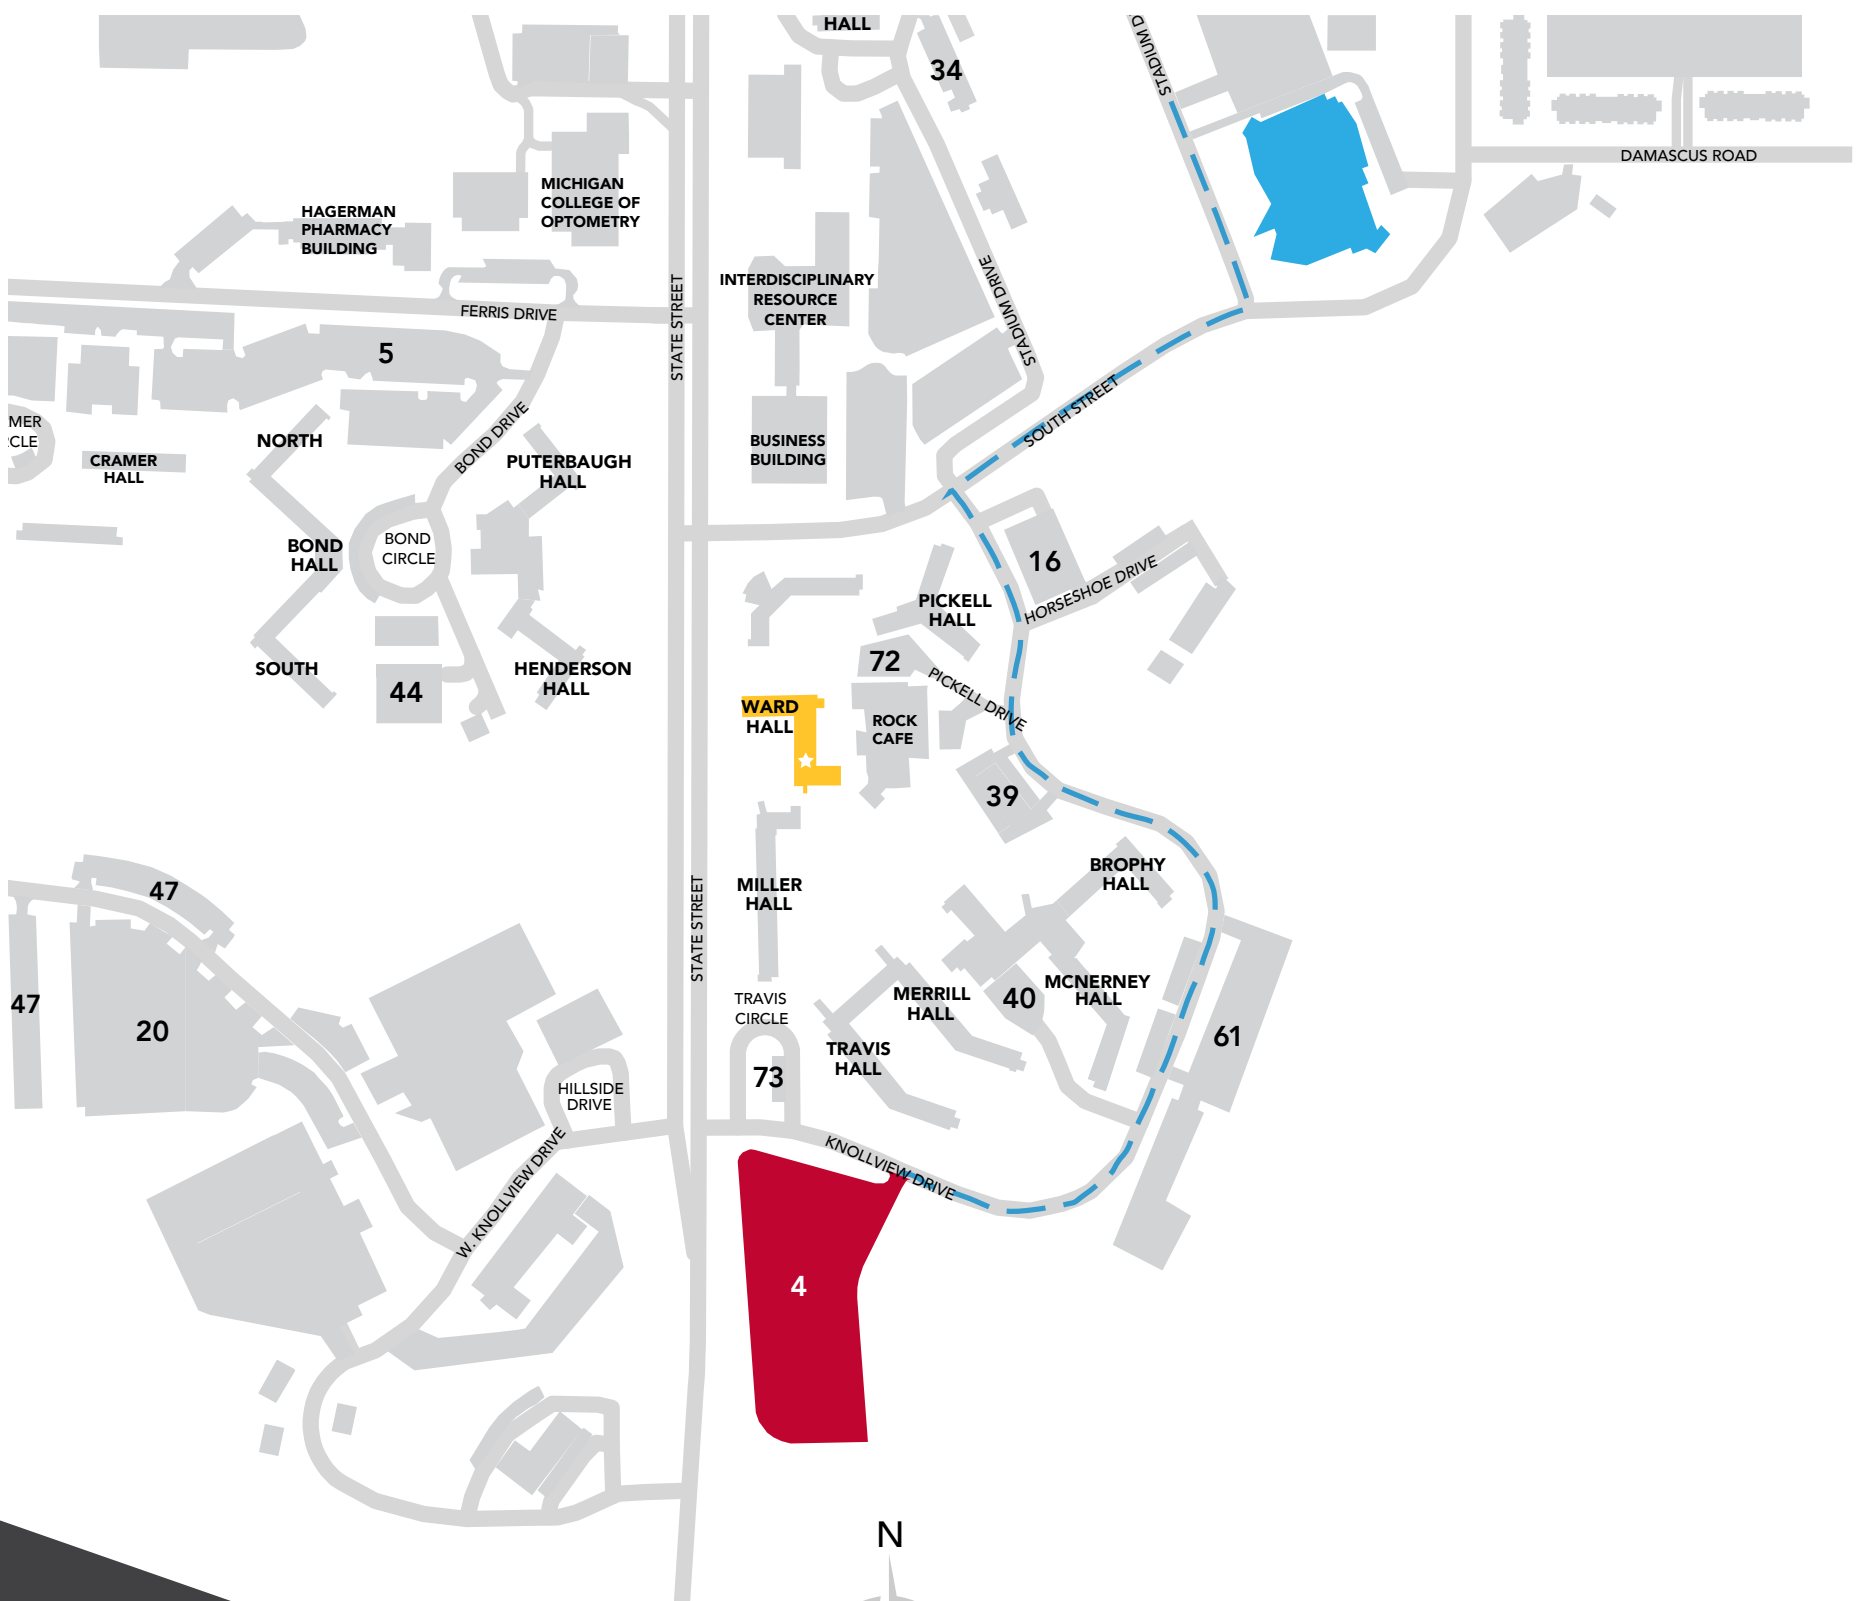 HALL
34
STADIUM D
DAMASCUS ROAD
MICHIGAN
COLLEGE OF
OPTOMETRY
HAGERMAN
PHARMACY
BUILDING
INTERDISCIPLINARY
RESOURCE
CENTER
STADIUM DRIVE
FERRIS DRIVE
STATE STREET
5
SOUTH STREET
MER
CLE
NORTH
CRAMER
HALL
BOND DRIVE
PUTERBAUGH
HALL
BUSINESS
BUILDING
BOND
HALL
BOND
CIRCLE
16
HORSESHOE DRIVE
PICKELL
HALL
SOUTH
44
HENDERSON
HALL
72
PICKELL DRIVE
WARD
HALL
ROCK
CAFE
39
BROPHY
HALL
47
MILLER
HALL
STATE STREET
47
20
TRAVIS
CIRCLE
MERRILL
HALL
40
MCNERNEY
HALL
61
TRAVIS
HALL
73
HILLSIDE
DRIVE
KNOLLVIEW DRIVE
W. KNOLLVIEW DRIVE
4
N